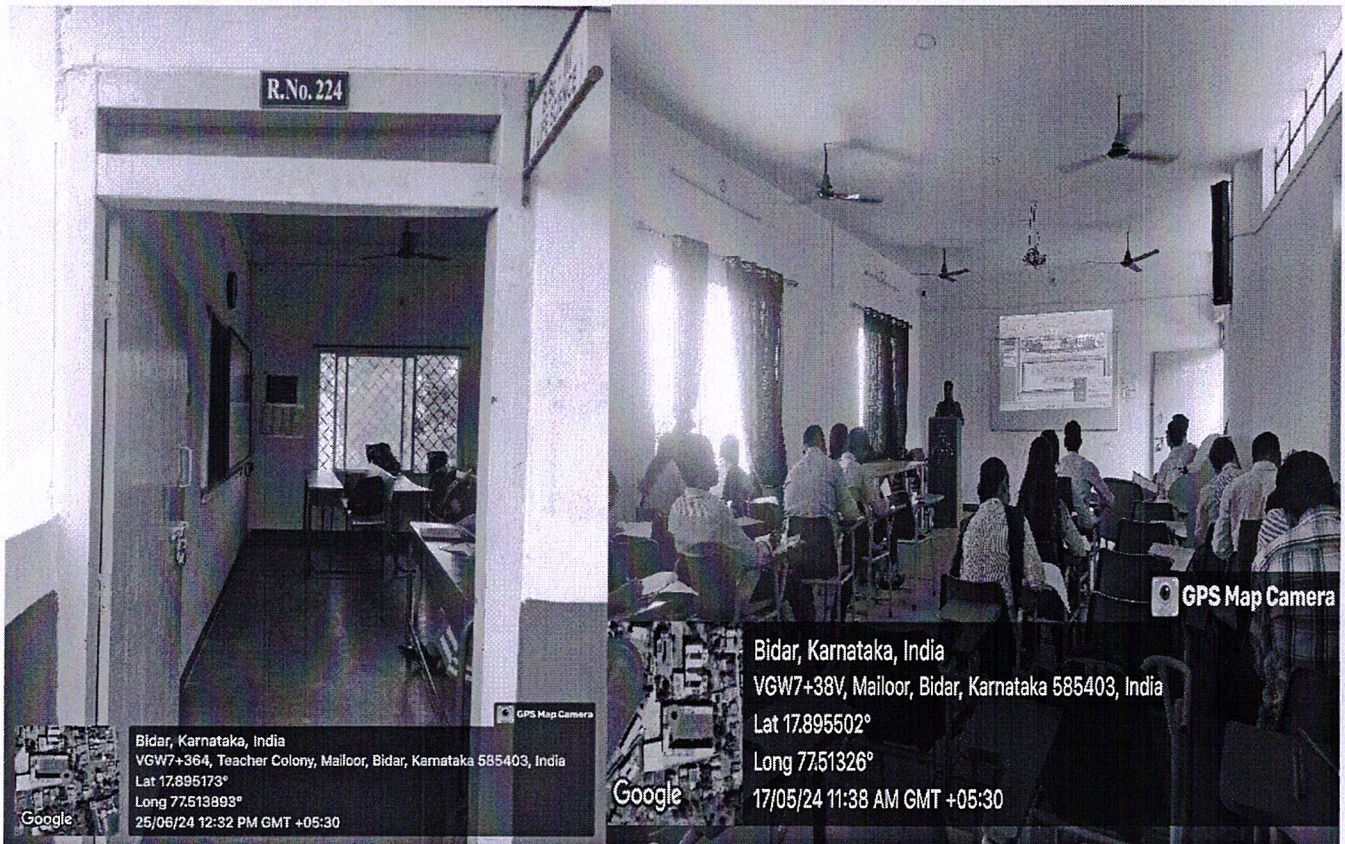 R.No. 224
GPS Map Camera
Bidar, Karnataka, India
VGW7+364, Teacher Colony, Mailoor, Bidar, Karnataka 585403, India
Lat 17.895173°
Long 77.513893°
25/06/24 12:32 PM GMT +05:30
Google
GPS Map Camera
Bidar, Karnataka, India
VGW7+38V, Mailoor, Bidar, Karnataka 585403, India
Lat 17.895502°
Long 77.51326°
17/05/24 11:38 AM GMT +05:30
Google